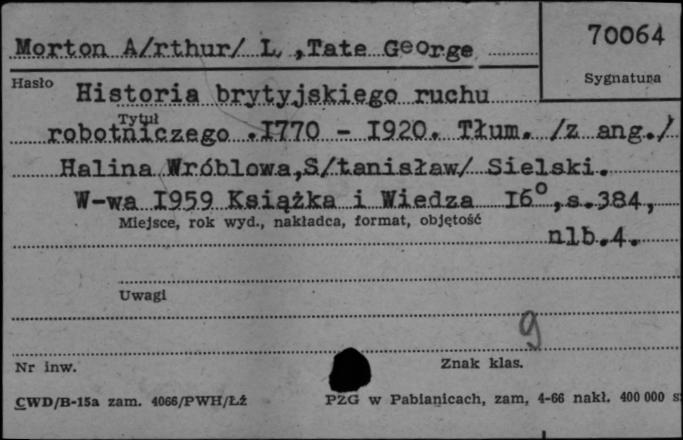 70064
Morton A/rthur/ L, ,Tate George
Sygnatura
Hasło
Historia brytyjskiego ruchu
Tytuł
robotniczego .1770 - 1920. Tłum. /z ang./
Halina Wróblowa,S/tanisław/ Sielski.
W-wa 1959 Książka i Wiedza 16°,s.384,
Miejsce, rok wyd., nakładca, format, objętość
nlb.4.
Uwagi
9
Nr inw.
Znak klas.
CWD/B-15a zam. 4066/PWH/ŁŹ PZG w Pabianicach, zam. 4-66 nakł. 400 000 s